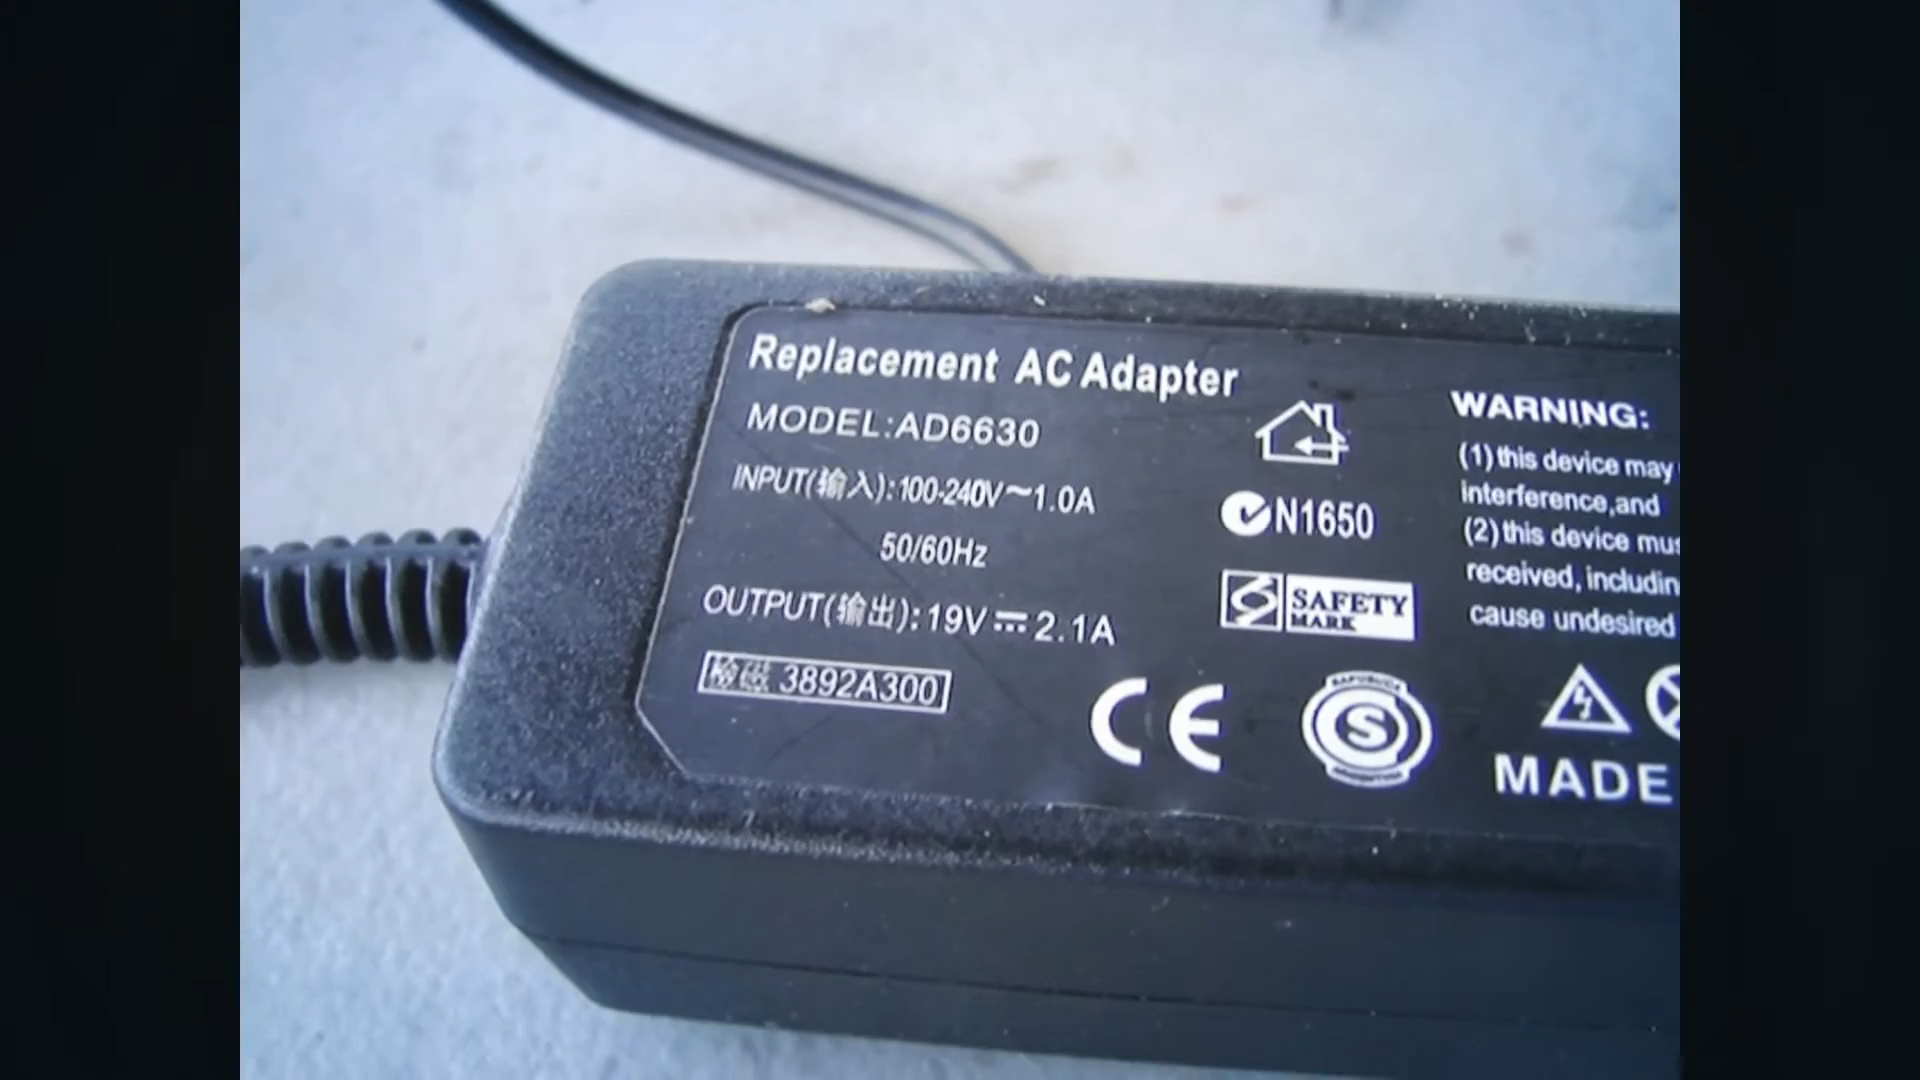 Replacement AC Adapter
MODEL:AD6630
INPUT(输入):100-240V~1.0A
50/60Hz
OUTPUT(输出):19V⎓2.1A
檢磁 3892A300
N1650
SAFETY
MARK
CE
S
WARNING:
(1)this device may
interference,and
(2)this device mus
received,includin
cause undesired
MADE